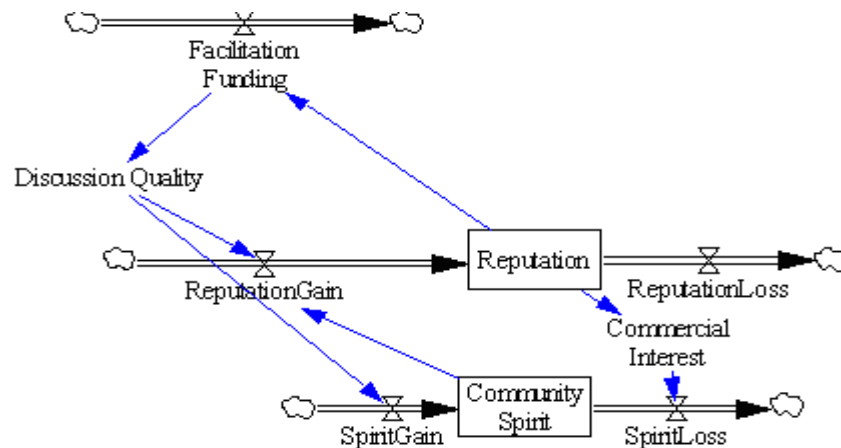 Facilitation
Funding
Discussion Quality
Reputation
ReputationGain
ReputationLoss
Commercial
Interest
Community
Spirit
SpiritGain
SpiritLoss